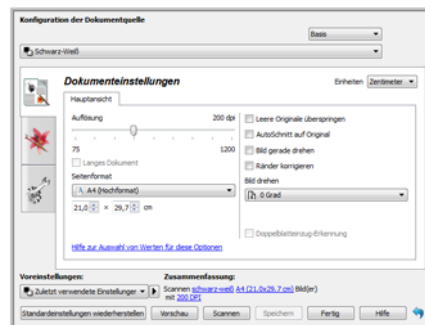 Konfiguration der Dokumentquelle
Basis
Schwarz-Weiß
Dokumenteinstellungen
Einheiten Zentimeter
Hauptansicht
Auflösung 200 dpi
75 1200
Langes Dokument
Seitenformat
A4 (Hochformat)
21,0 × 29,7 cm
Leere Originale überspringen
AutoSchnitt auf Original
Bild gerade drehen
Ränder korrigieren
Bild drehen
0 Grad
Doppelblatteinzug-Erkennung
Hilfe zur Auswahl von Werten für diese Optionen
Voreinstellungen: Zusammenfassung:
Zuletzt verwendete Einstellungen
Scannen schwarz-weiß A4 (21.0x29.7 cm) Bild(er)
mit 200 DPI
Standardeinstellungen wiederherstellen Vorschau Scannen Speichern Fertig Hilfe